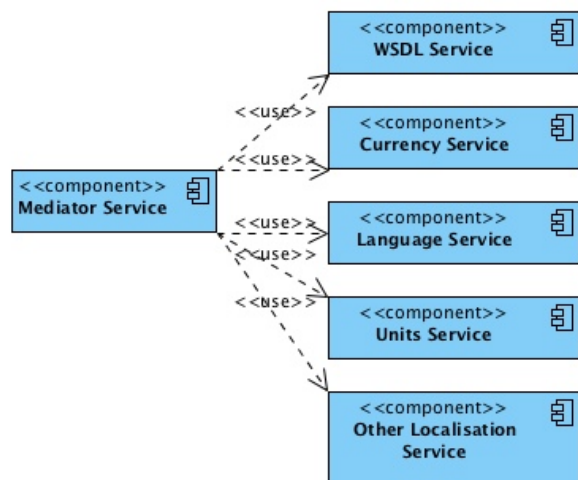 <<component>>
WSDL Service
<<use>>
<<component>>
Currency Service
<<use>>
<<component>>
Mediator Service
<<use>>
<<component>>
Language Service
<<use>>
<<component>>
Units Service
<<use>>
<<component>>
Other Localisation
Service